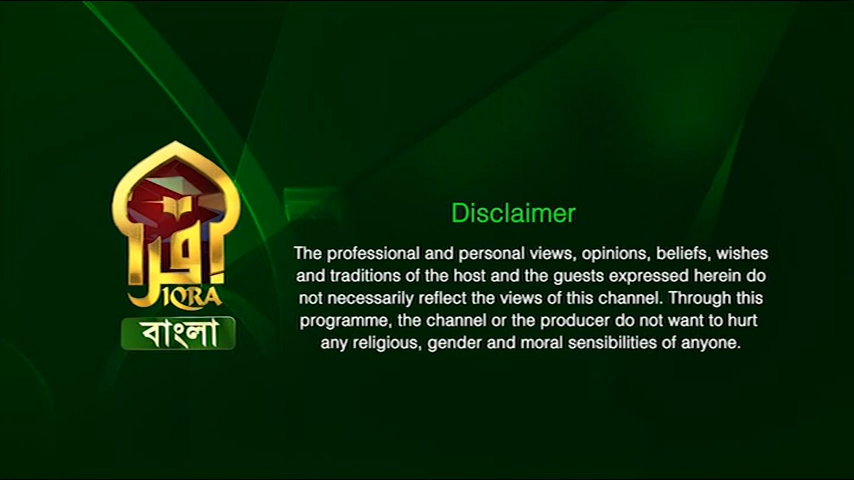 اقرأ
IQRA
বাংলা
Disclaimer
The professional and personal views, opinions, beliefs, wishes
and traditions of the host and the guests expressed herein do
not necessarily reflect the views of this channel. Through this
programme, the channel or the producer do not want to hurt
any religious, gender and moral sensibilities of anyone.